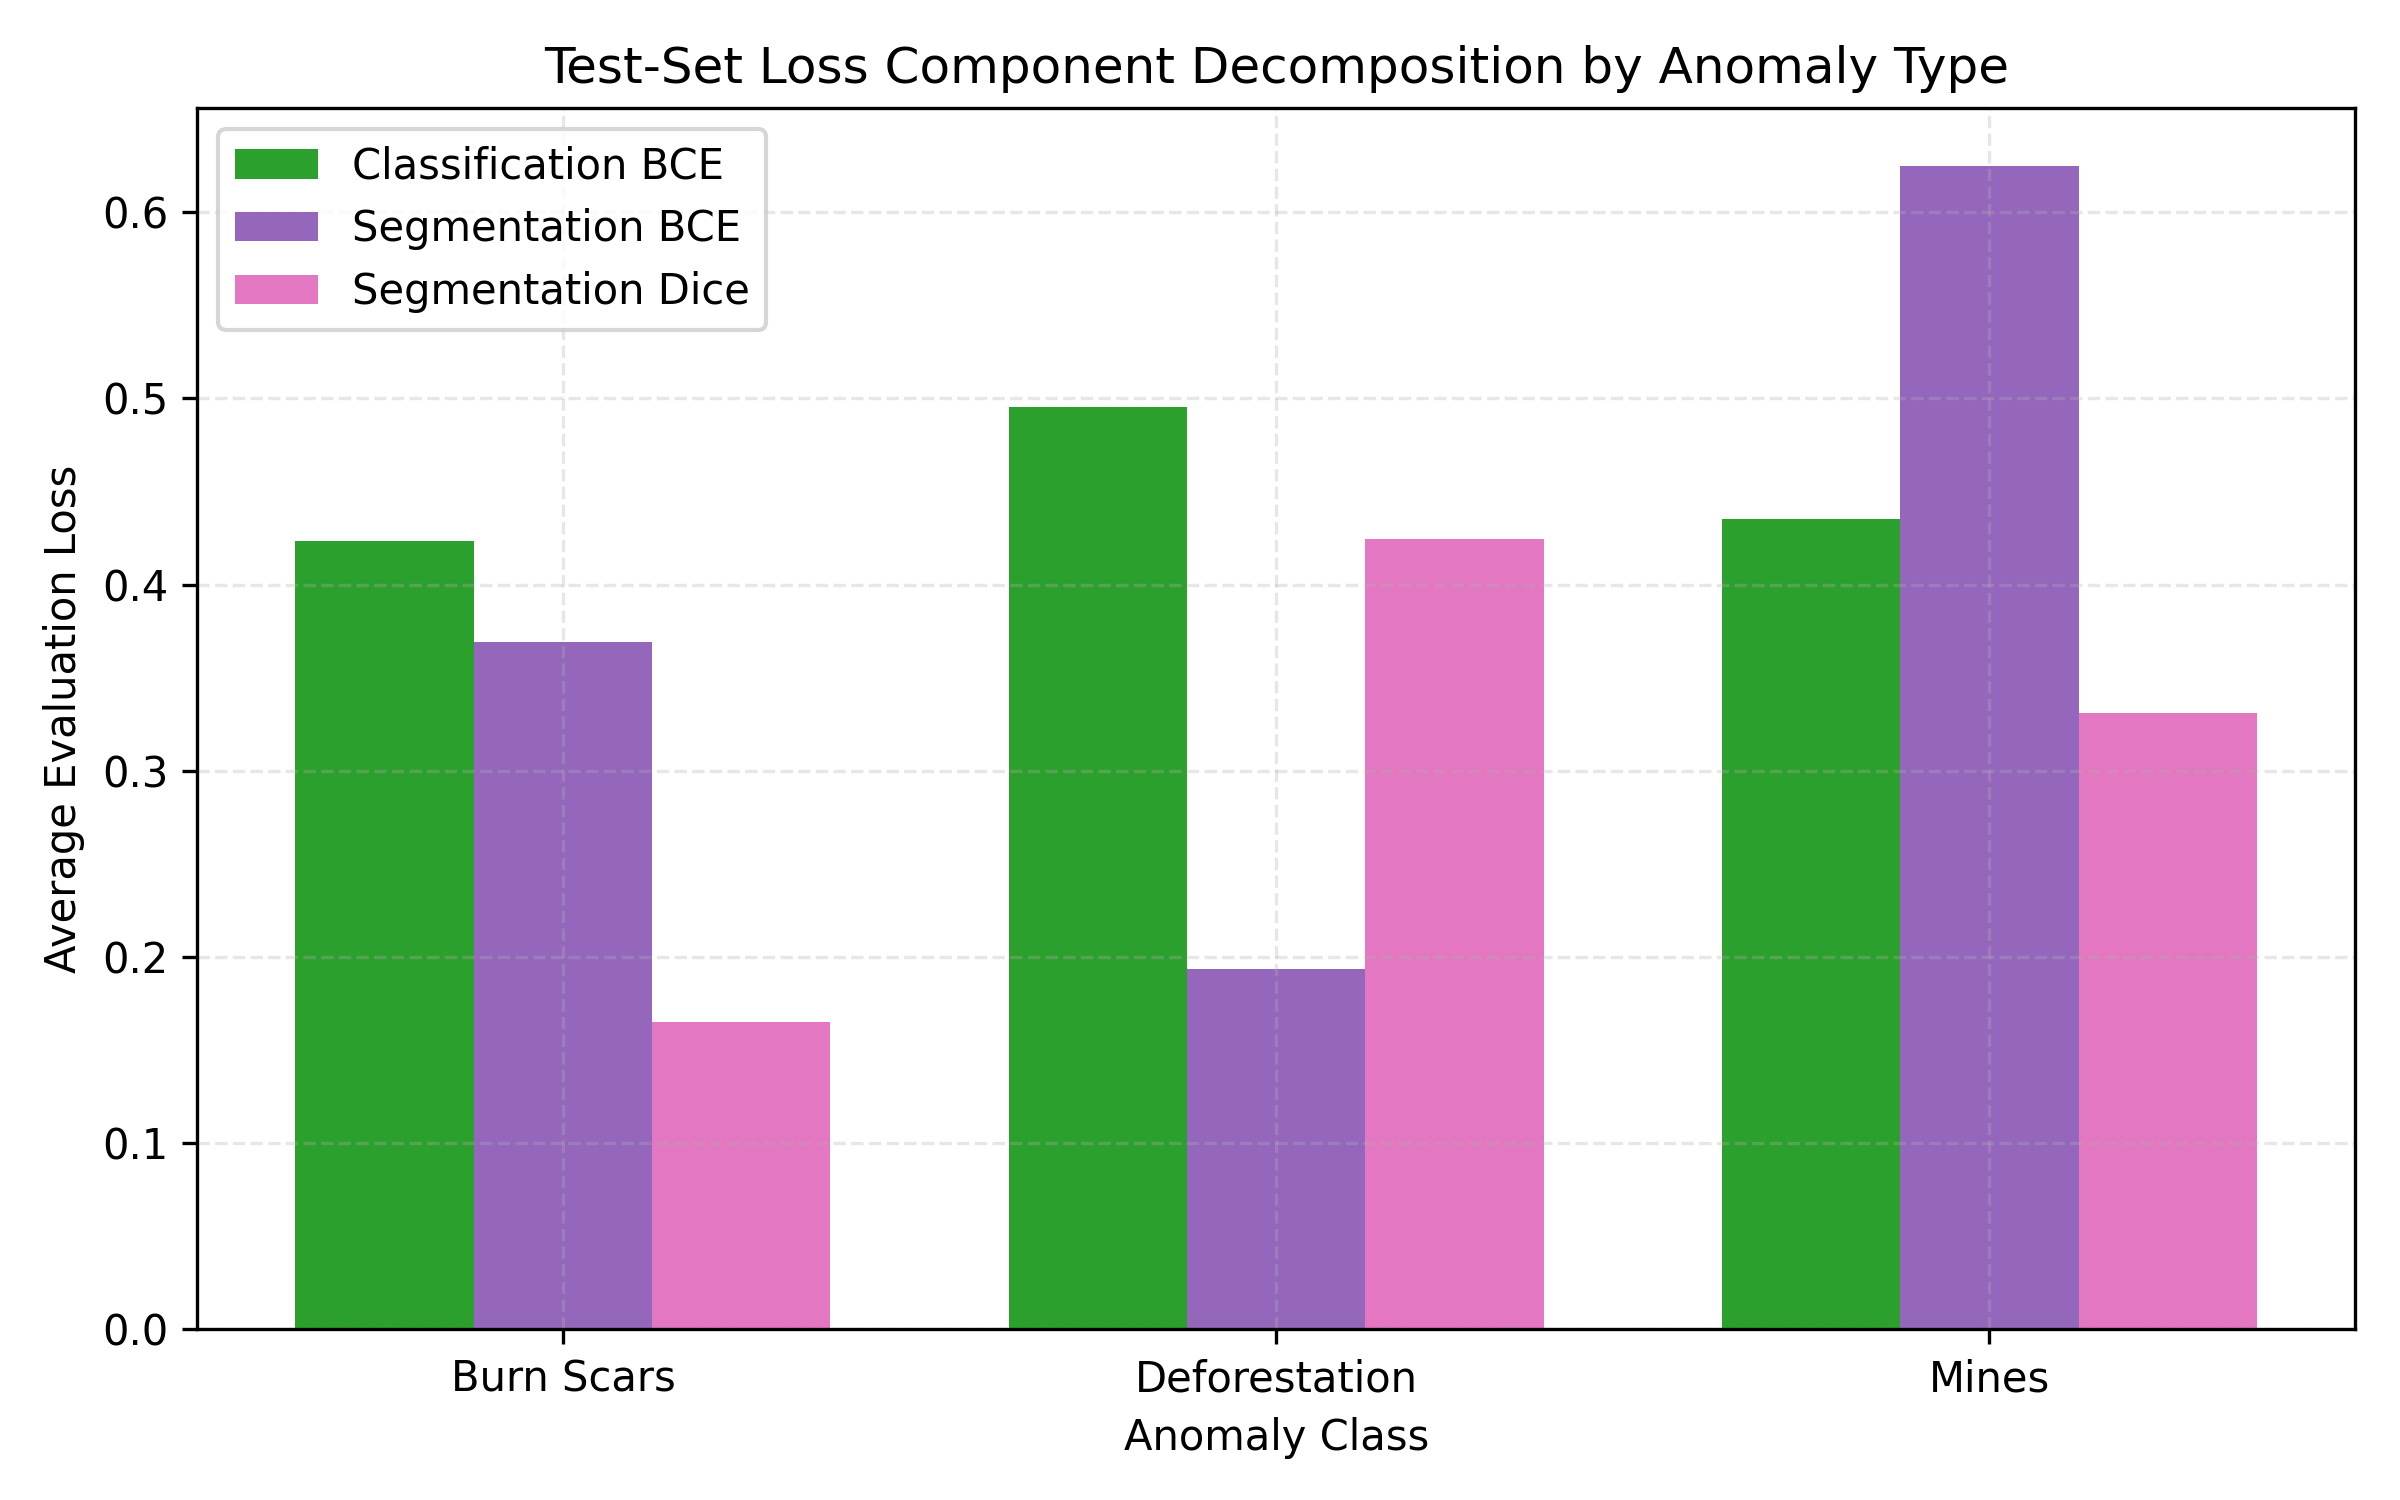 Test-Set Loss Component Decomposition by Anomaly Type
Classification BCE
Segmentation BCE
Segmentation Dice
Average Evaluation Loss
0.6
0.5
0.4
0.3
0.2
0.1
0.0
Burn Scars
Deforestation
Mines
Anomaly Class